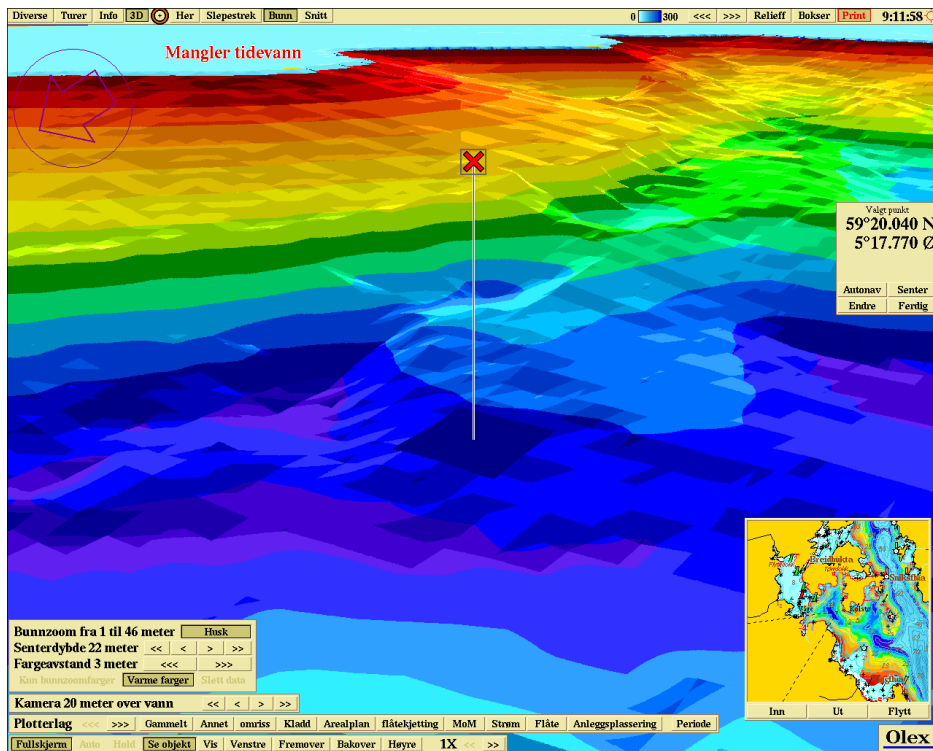 Diverse Turer Info 3D Her Slepestrek Bunn Snitt 0 300 <<< >>> Relieff Bokser Print 9:11:58
Mangler tidevann
Valgt punkt
59°20.040 N
5°17.770 Ø
Autonav Senter
Endre Ferdig
Breidbukta
Bunnzoom fra 1 til 46 meter Husk
Senterdybde 22 meter << < > >>
Fargeavstand 3 meter <<< >>>
Kun bunnzoomfarger Varme farger Slett data
Kamera 20 meter over vann << < > >>
Inn Ut Flytt
Plotterlag <<< >>> Gammelt Annet omriss Kladd Arealplan flåtekjetting MoM Strøm Flåte Anleggsplassering Periode
Fullskjerm Auto Hold Se objekt Vis Venstre Fremover Bakover Høyre 1X << >>
Olex